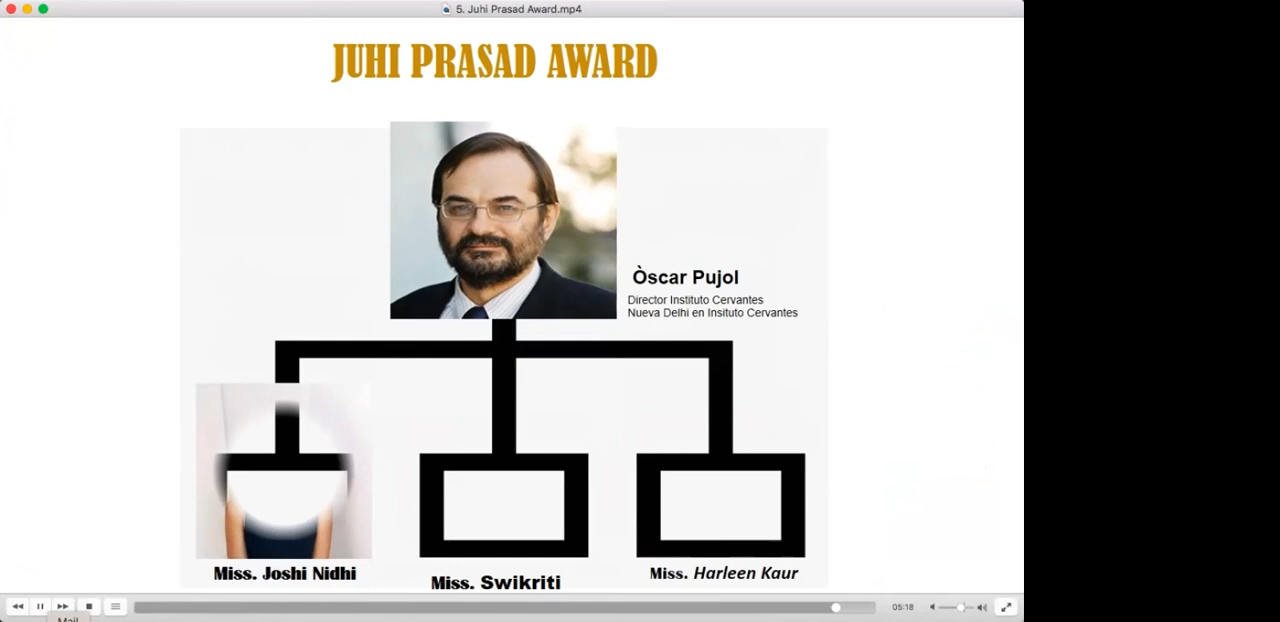 5. Juhi Prasad Award.mp4
JUHI PRASAD AWARD
Òscar Pujol
Director Instituto Cervantes
Nueva Delhi en Insituto Cervantes
Miss. Joshi Nidhi
Miss. Swikriti
Miss. Harleen Kaur
05:18
Mail